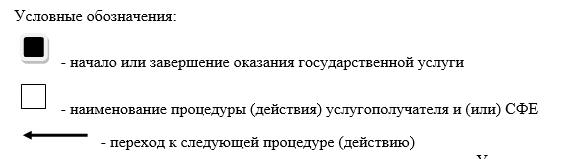 Условные обозначения:
- начало или завершение оказания государственной услуги
- наименование процедуры (действия) услугополучателя и (или) СФЕ
- переход к следующей процедуре (действию)